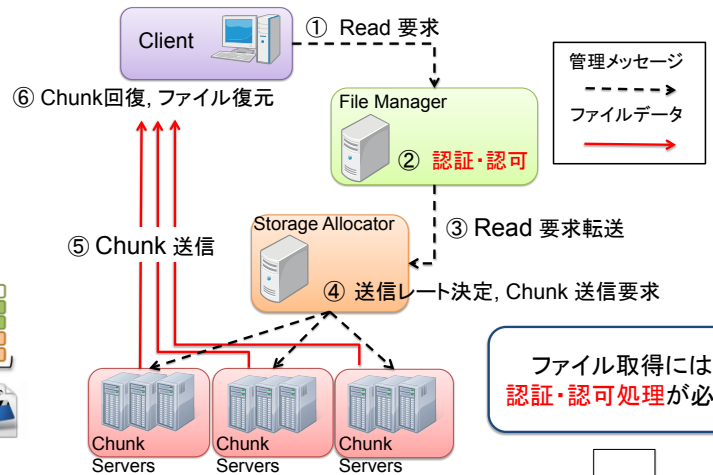 ① Read 要求
Client
管理メッセージ
ファイルデータ
⑥ Chunk回復, ファイル復元
File Manager
② 認証・認可
Storage Allocator
③ Read 要求転送
⑤ Chunk 送信
④ 送信レート決定, Chunk 送信要求
ファイル取得には
認証・認可処理が必
Chunk
Servers
Chunk
Servers
Chunk
Servers